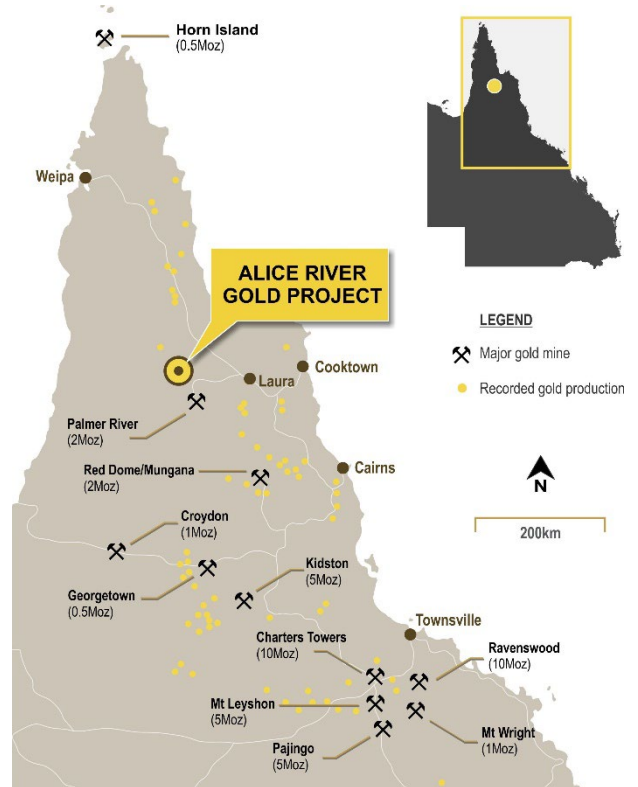 Horn Island
(0.5Moz)
Weipa
ALICE RIVER
GOLD PROJECT
LEGEND
Major gold mine
Recorded gold production
Cooktown
Laura
Palmer River
(2Moz)
Red Dome/Mungana
(2Moz)
Cairns
N
200km
Croydon
(1Moz)
Georgetown
(0.5Moz)
Kidston
(5Moz)
Townsville
Charters Towers
(10Moz)
Ravenswood
(10Moz)
Mt Leyshon
(5Moz)
Mt Wright
(1Moz)
Pajingo
(5Moz)